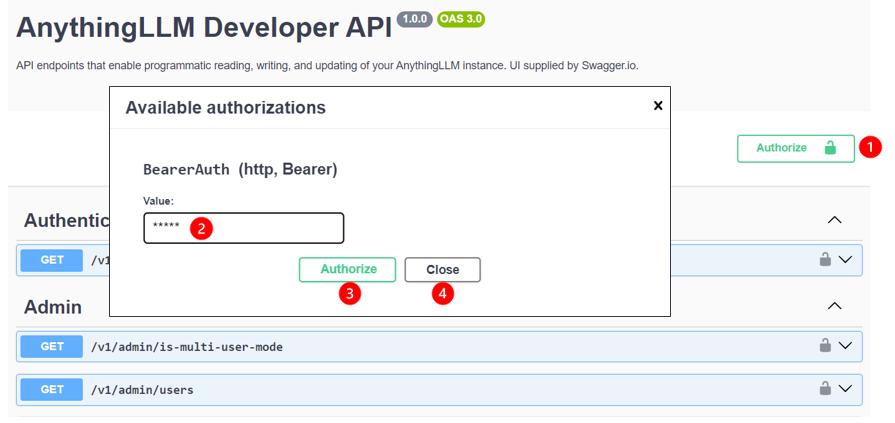 AnythingLLM Developer API 1.0.0 OAS 3.0
API endpoints that enable programmatic reading, writing, and updating of your AnythingLLM instance. UI supplied by Swagger.io.
Available authorizations x
Authorize 1
BearerAuth (http, Bearer)
Value:
***** 2
Authentic
GET /v1
Authorize Close
3 4
Admin
GET /v1/admin/is-multi-user-mode
GET /v1/admin/users